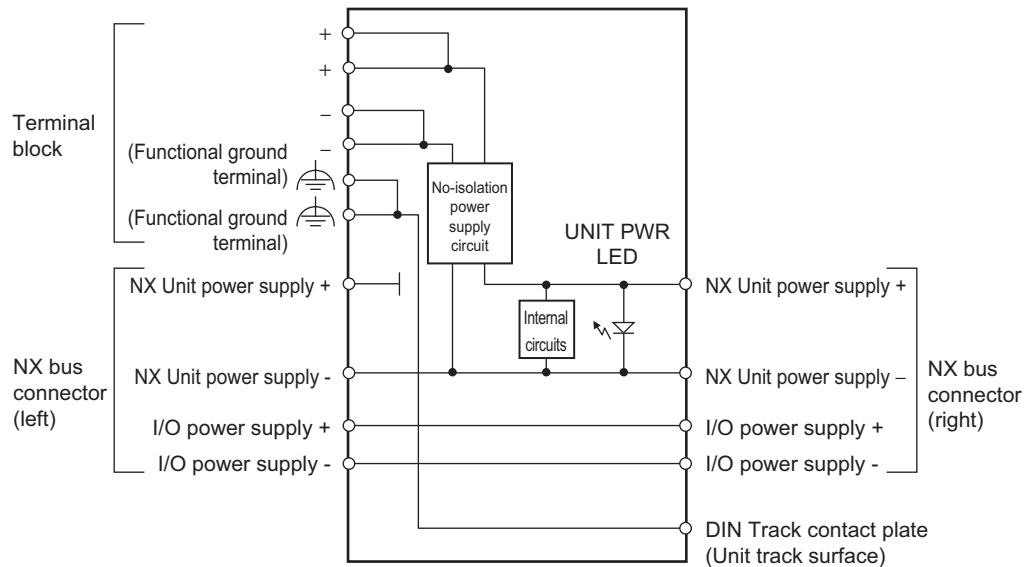 Terminal
block
+
+
–
–
(Functional ground
terminal)
(Functional ground
terminal)
No-isolation
power
supply
circuit
UNIT PWR
LED
Internal
circuits
NX bus
connector
(left)
NX Unit power supply +
NX Unit power supply -
I/O power supply +
I/O power supply -
NX Unit power supply +
NX Unit power supply –
I/O power supply +
I/O power supply -
NX bus
connector
(right)
DIN Track contact plate
(Unit track surface)